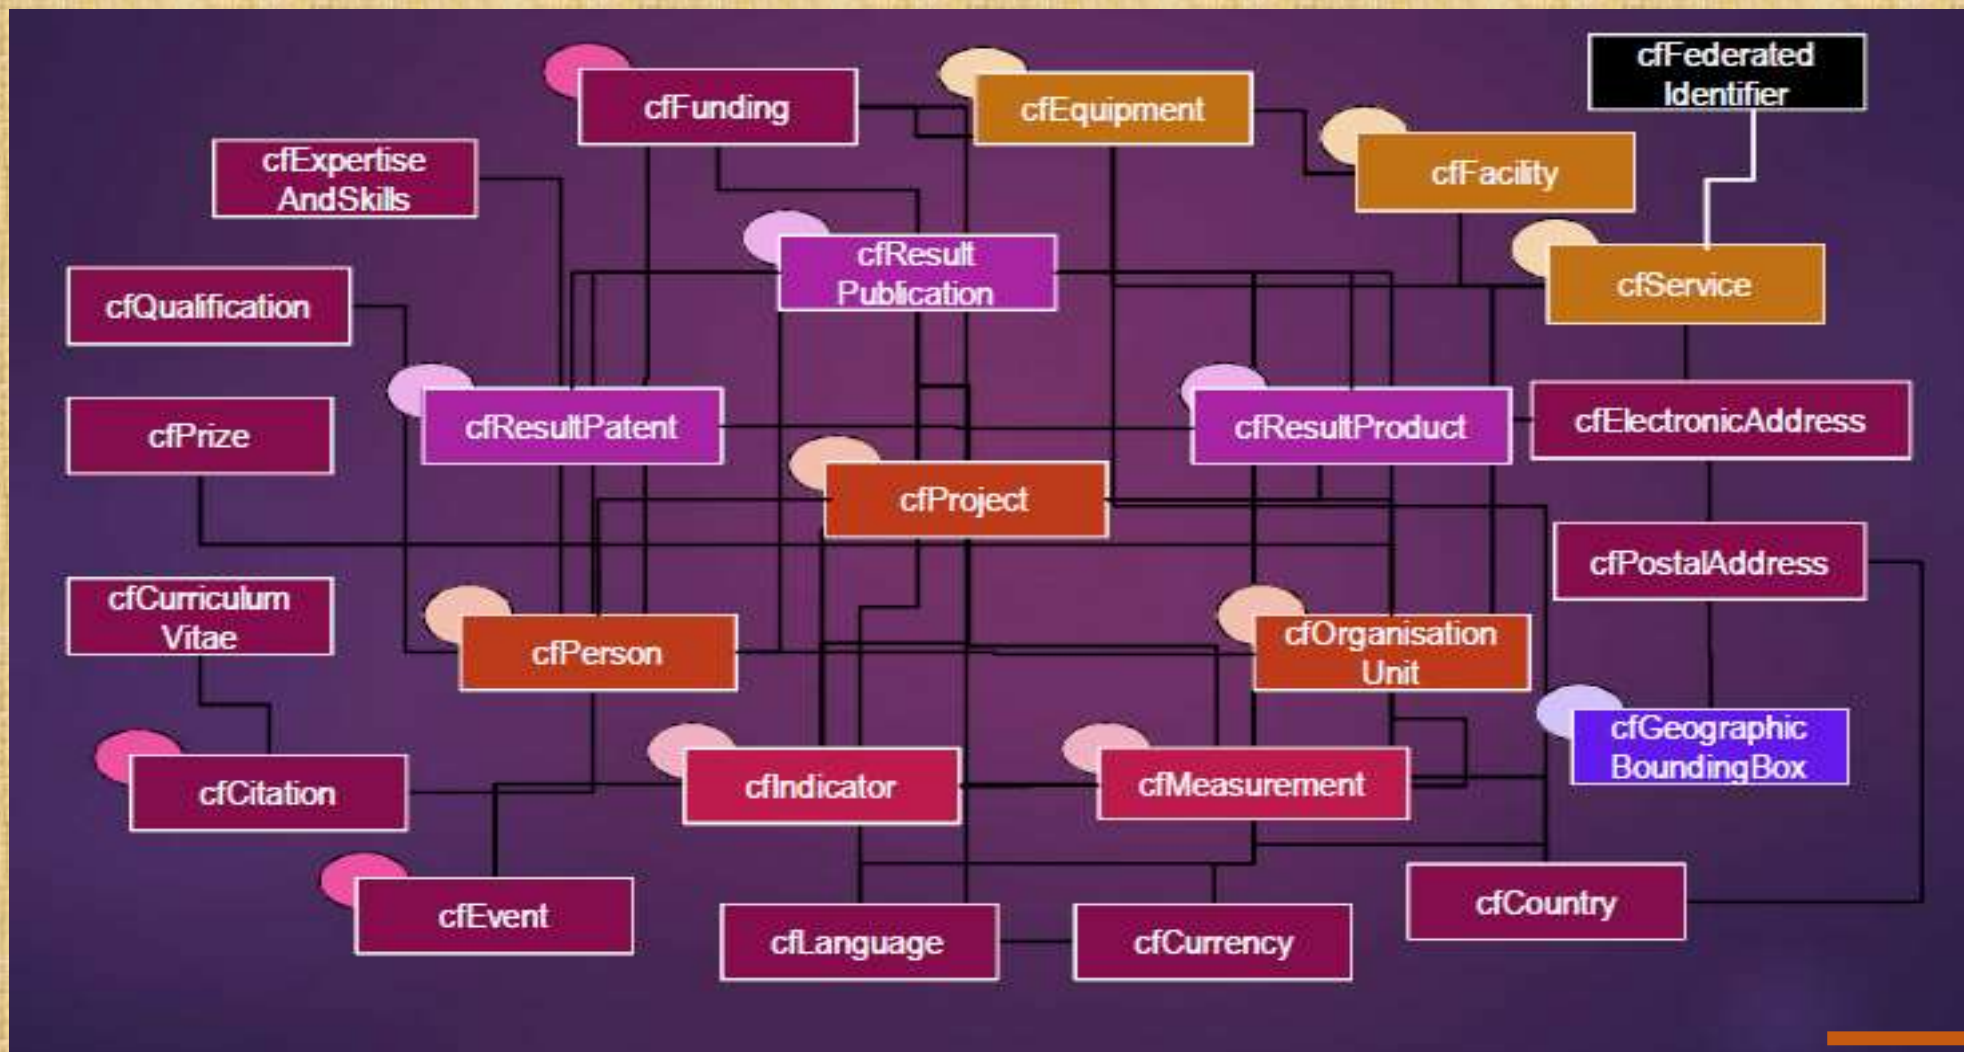 cfFederated
Identifier
cfFunding
cfEquipment
cfExpertise
AndSkills
cfFacility
cfResult
Publication
cfService
cfQualification
cfResultPatent
cfResultProduct
cfElectronicAddress
cfPrize
cfProject
cfPostalAddress
cfCurriculum
Vitae
cfPerson
cfOrganisation
Unit
cfGeographic
BoundingBox
cfCitation
cfIndicator
cfMeasurement
cfEvent
cfLanguage
cfCurrency
cfCountry